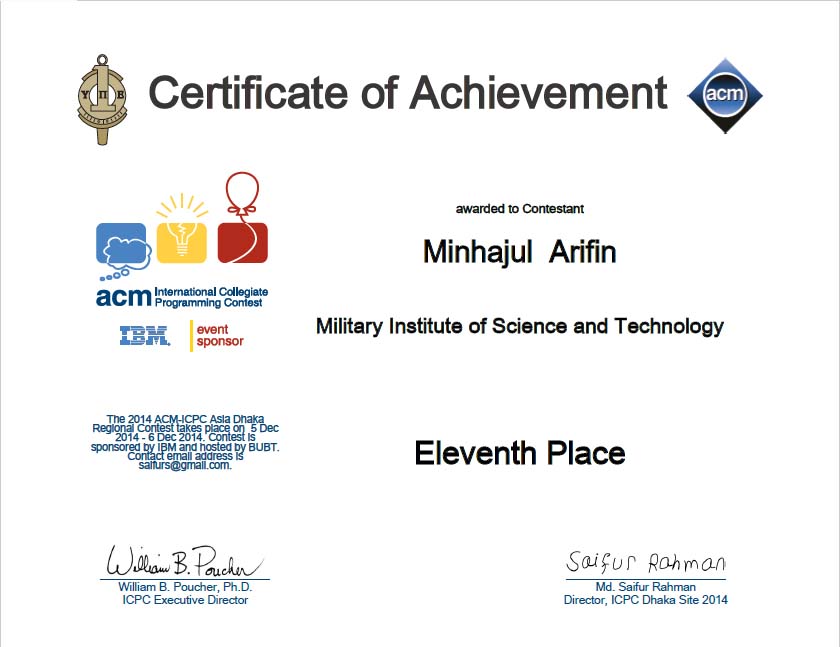 Certificate of Achievement
ΥΠΒ
acm
awarded to Contestant
Minhajul Arifin
Military Institute of Science and Technology
acm International Collegiate
Programming Contest
IBM. event
sponsor
The 2014 ACM-ICPC Asia Dhaka
Regional Contest takes place on 5 Dec
2014 - 6 Dec 2014. Contest is
sponsored by IBM and hosted by BUBT.
Contact email address is
saifurs@gmail.com.
Eleventh Place
William B. Poucher
William B. Poucher, Ph.D.
ICPC Executive Director
Saifur Rahman
Md. Saifur Rahman
Director, ICPC Dhaka Site 2014